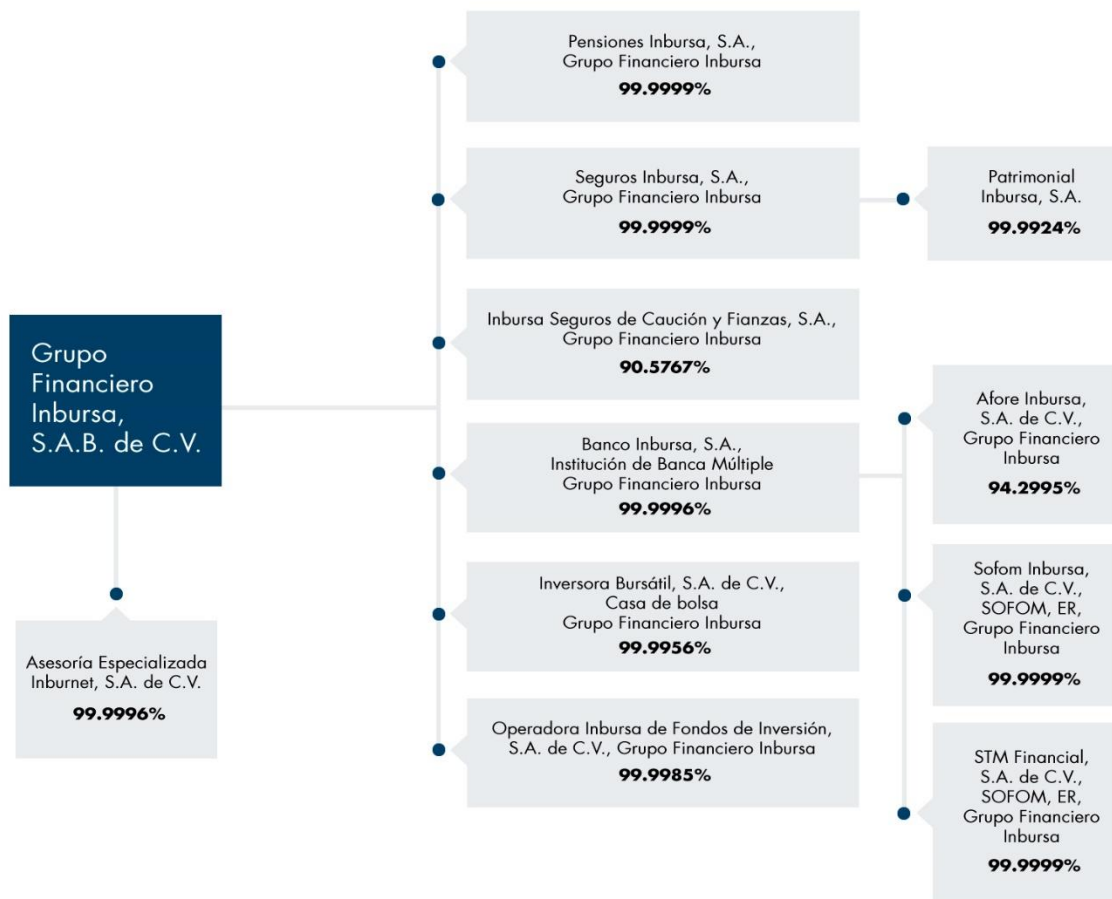 Grupo
Financiero
Inbursa,
S.A.B. de C.V.
Asesoría Especializada
Inburnet, S.A. de C.V.
99.9996%
Pensiones Inbursa, S.A.,
Grupo Financiero Inbursa
99.9999%
Seguros Inbursa, S.A.,
Grupo Financiero Inbursa
99.9999%
Patrimonial
Inbursa, S.A.
99.9924%
Inbursa Seguros de Caución y Fianzas, S.A.,
Grupo Financiero Inbursa
90.5767%
Banco Inbursa, S.A.,
Institución de Banca Múltiple
Grupo Financiero Inbursa
99.9996%
Afore Inbursa,
S.A. de C.V.,
Grupo Financiero
Inbursa
94.2995%
Sofom Inbursa,
S.A. de C.V.,
SOFOM, ER,
Grupo Financiero
Inbursa
99.9999%
STM Financial,
S.A. de C.V.,
SOFOM, ER,
Grupo Financiero
Inbursa
99.9999%
Inversora Bursátil, S.A. de C.V.,
Casa de bolsa
Grupo Financiero Inbursa
99.9956%
Operadora Inbursa de Fondos de Inversión,
S.A. de C.V., Grupo Financiero Inbursa
99.9985%